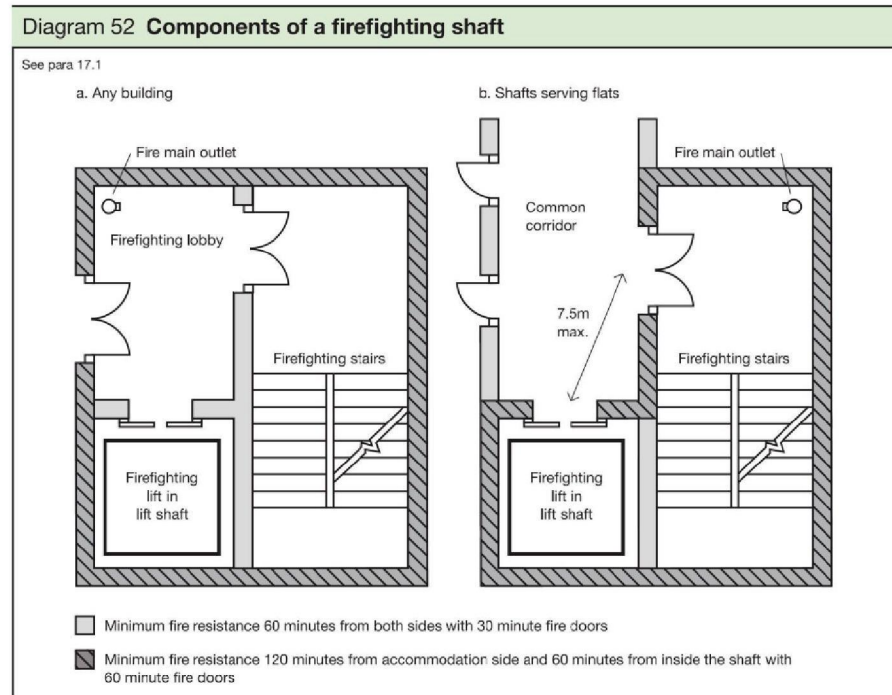 Diagram 52 Components of a firefighting shaft
See para 17.1
a. Any building
Fire main outlet
Firefighting lobby
Firefighting stairs
Firefighting
lift in
lift shaft
b. Shafts serving flats
Fire main outlet
Common
corridor
7.5m
max.
Firefighting stairs
Firefighting
lift in
lift shaft
Minimum fire resistance 60 minutes from both sides with 30 minute fire doors
Minimum fire resistance 120 minutes from accommodation side and 60 minutes from inside the shaft with
60 minute fire doors